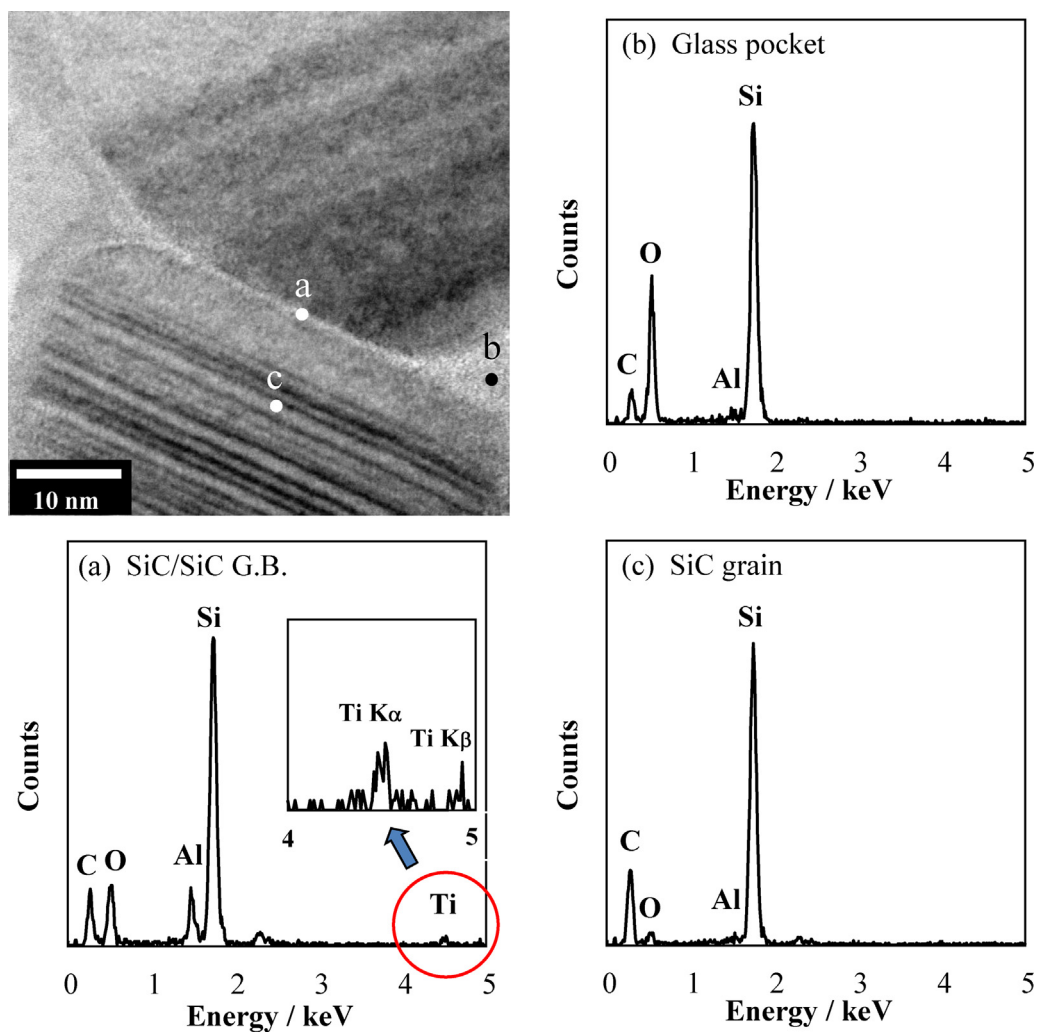 a
b
c
10 nm
(b) Glass pocket
Si
O
C
Al
Counts
0 1 2 3 4 5
Energy / keV
(a) SiC/SiC G.B.
Si
Ti Kα
Ti Kβ
4 5
C O Al
Ti
Counts
0 1 2 3 4 5
Energy / keV
(c) SiC grain
Si
C
O
Al
Counts
0 1 2 3 4 5
Energy / keV